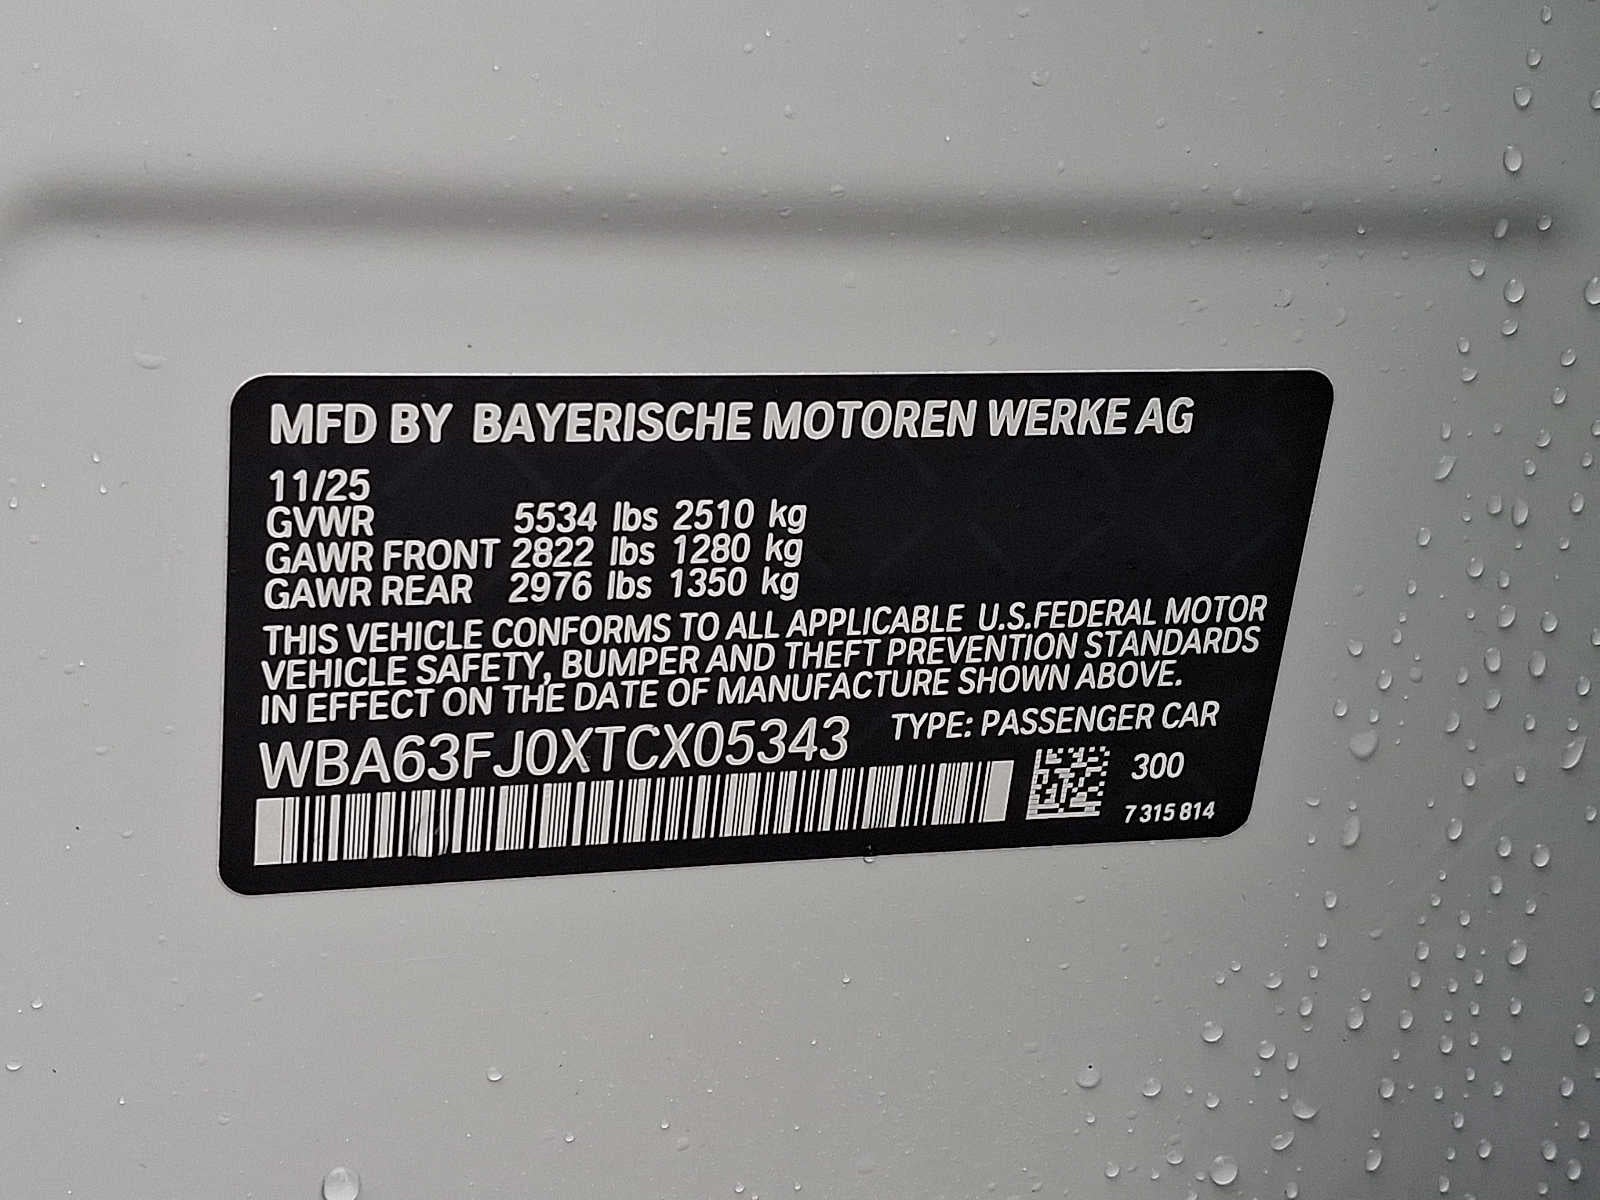 MFD BY BAYERISCHE MOTOREN WERKE AG
11/25
GVWR 5534 lbs 2510 kg
GAWR FRONT 2822 lbs 1280 kg
GAWR REAR 2976 lbs 1350 kg
THIS VEHICLE CONFORMS TO ALL APPLICABLE U.S.FEDERAL MOTOR
VEHICLE SAFETY, BUMPER AND THEFT PREVENTION STANDARDS
IN EFFECT ON THE DATE OF MANUFACTURE SHOWN ABOVE.
WBA63FJ0XTCX05343 TYPE: PASSENGER CAR
300
7 315 814